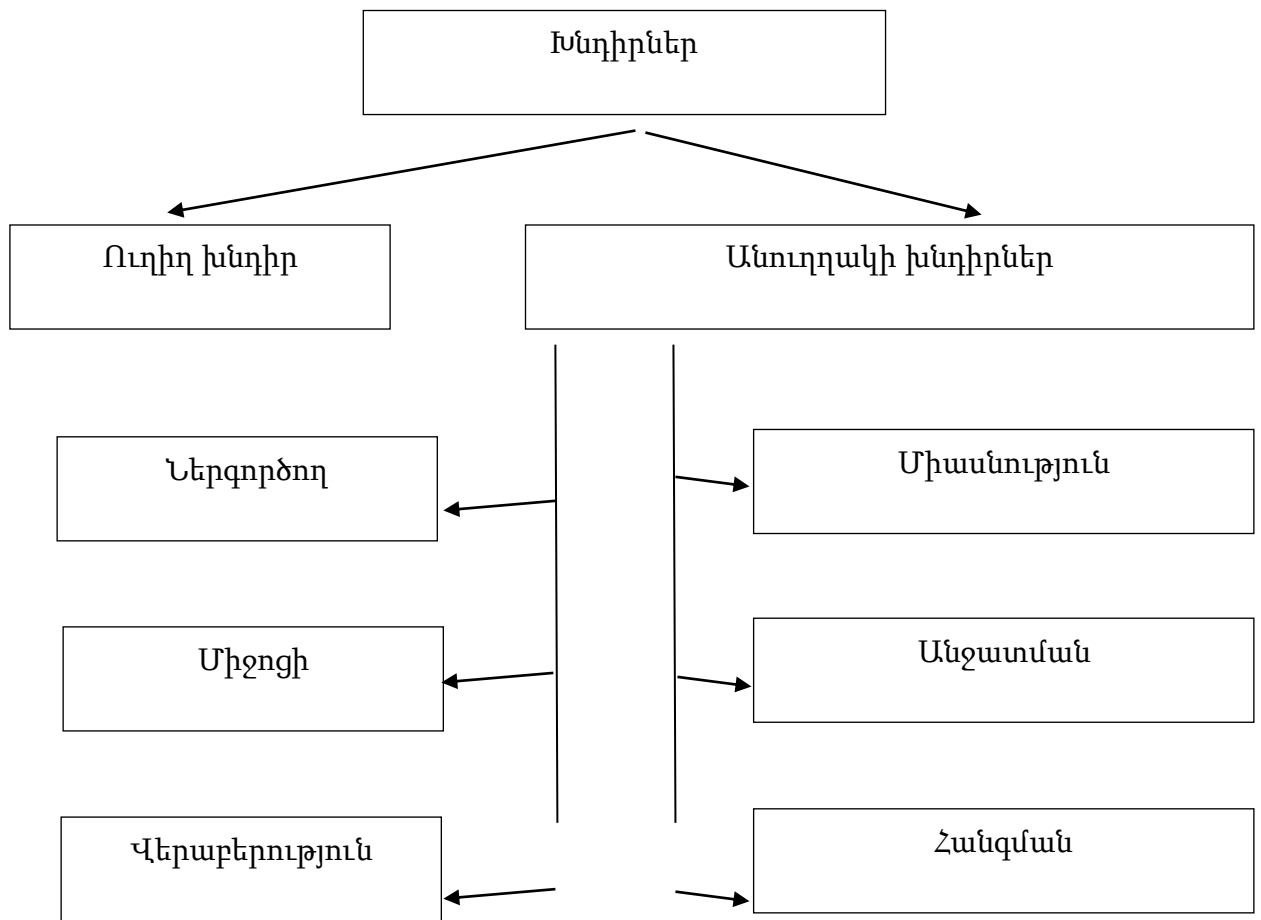 Խնդիրներ
Ուղիղ խնդիր
Անուղղակի խնդիրներ
Ներգործող
Միասնություն
Միջոցի
Անջատման
Վերաբերություն
Հանգման